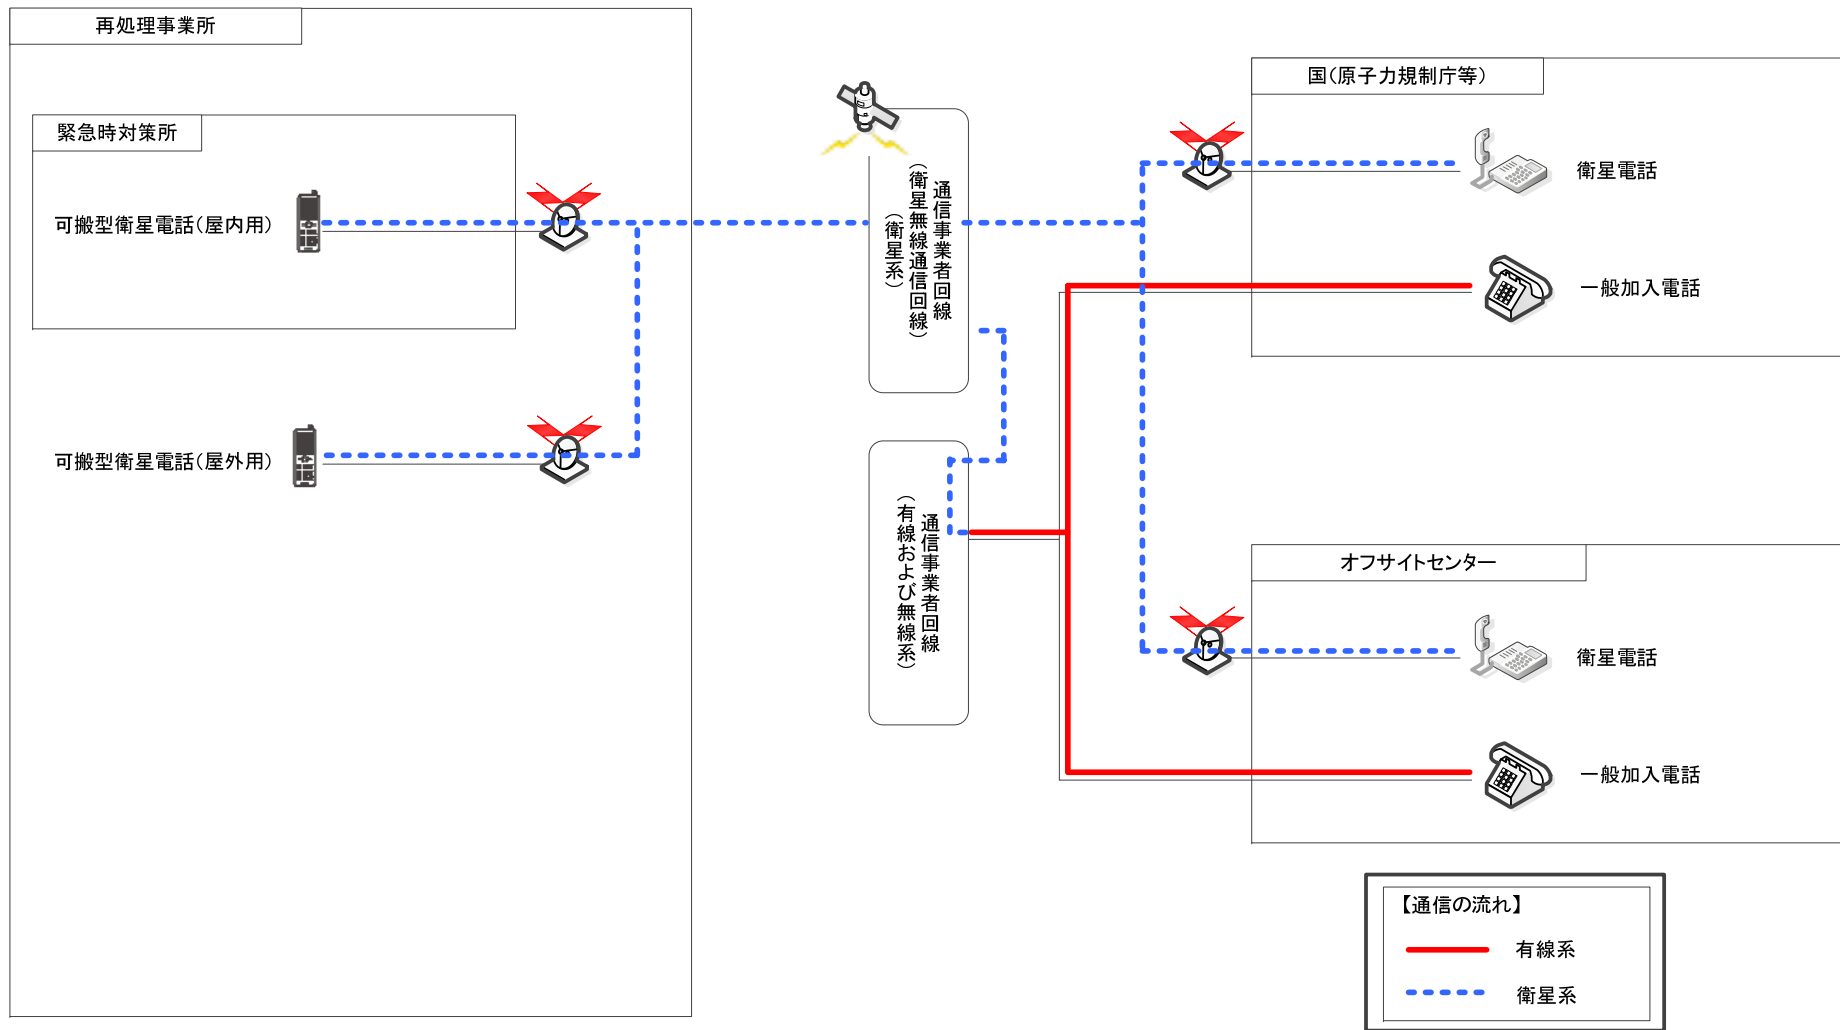 再処理事業所
緊急時対策所
可搬型衛星電話(屋内用)
可搬型衛星電話(屋外用)
通信事業者回線
(衛星無線通信回線)
(衛星系)
通信事業者回線
(有線および無線系)
国(原子力規制庁等)
衛星電話
一般加入電話
オフサイトセンター
衛星電話
一般加入電話
【通信の流れ】
有線系
衛星系